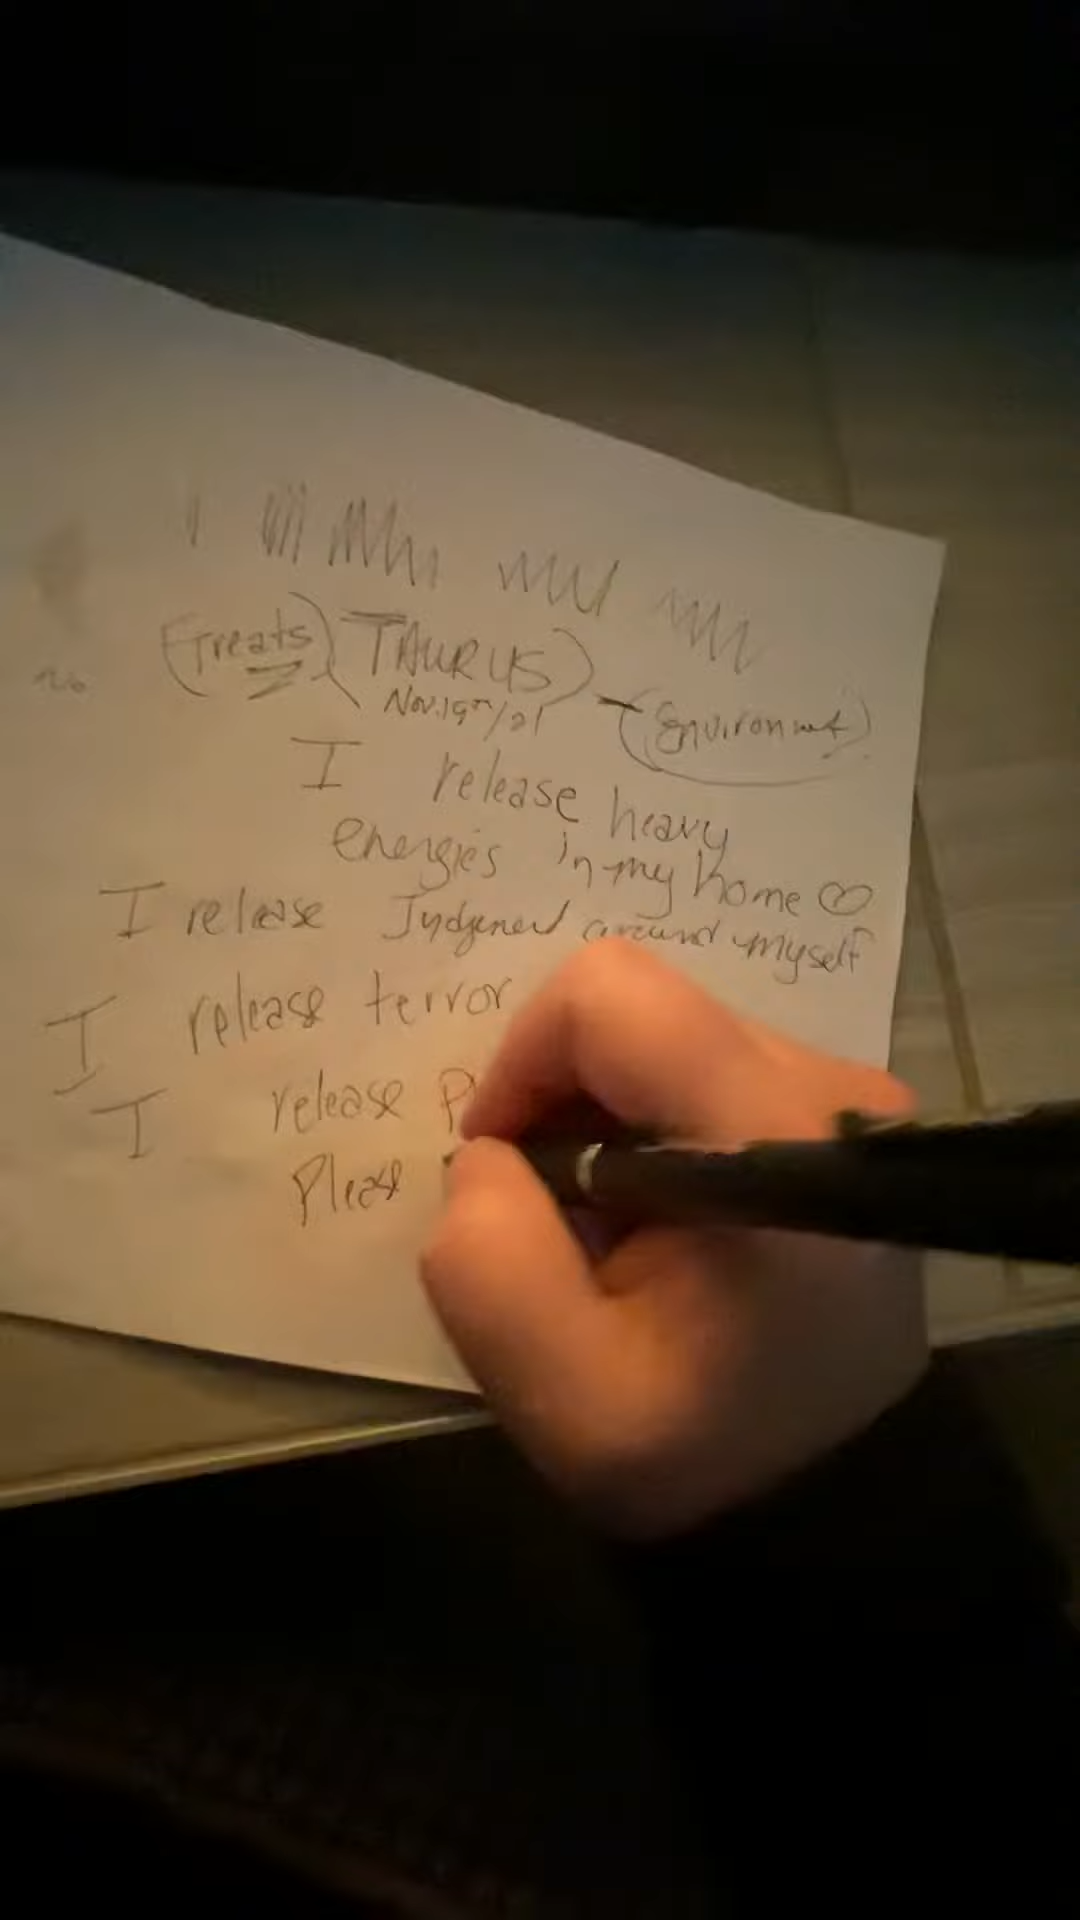 (Treats) (TAURUS) - (Environmet)
Nov.19th/21
I release heavy
energies in my home ♡
I release Judgement around myself
I release terror
I release
Please